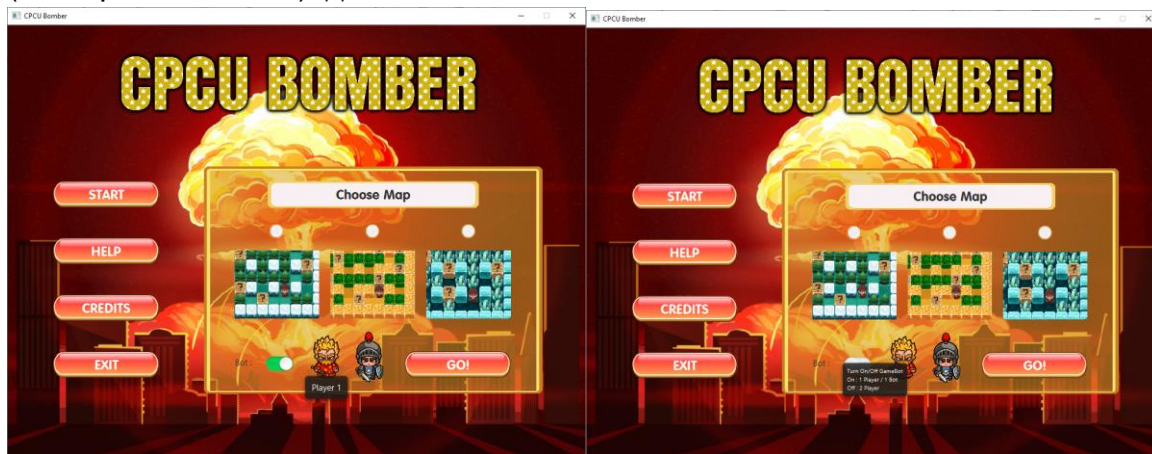 CPCU Bomber
CPCU BOMBER
START
HELP
CREDITS
EXIT
Choose Map
Bot :
GO!
Player 1
CPCU Bomber
CPCU BOMBER
START
HELP
CREDITS
EXIT
Choose Map
Bot :
Turn On/Off GameBot
On : 1 Player / 1 Bot
Off : 2 Player
GO!